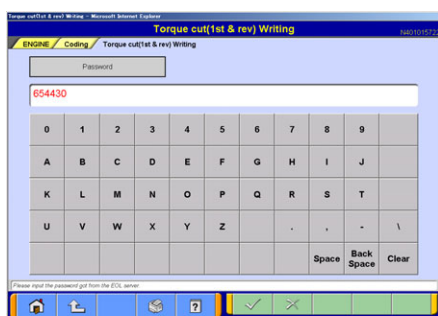 Torque cut(1st & rev) Writing - Microsoft Internet Explorer
Torque cut(1st & rev) Writing
N401015722
ENGINE Coding Torque cut(1st & rev) Writing
Password
654430
0 1 2 3 4 5 6 7 8 9
A B C D E F G H I J
K L M N O P Q R S T
U V W X Y Z . , - \
Space Back Space Clear
Please input the password got from the EOL server
?